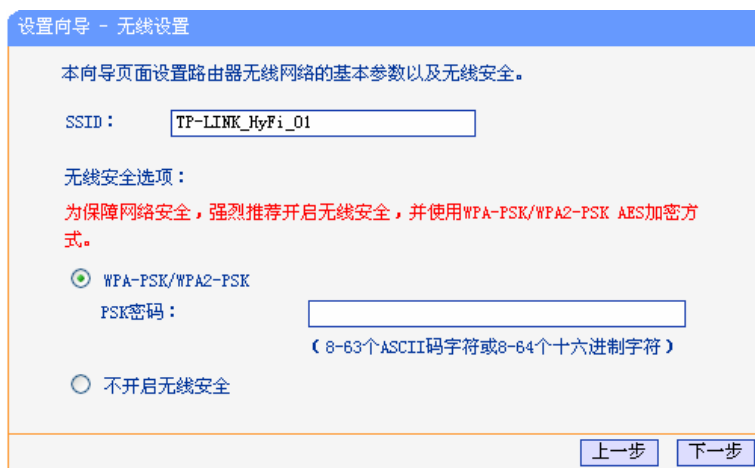 设置向导 - 无线设置
本向导页面设置路由器无线网络的基本参数以及无线安全。
SSID： TP-LINK_HyFi_01
无线安全选项：
为保障网络安全，强烈推荐开启无线安全，并使用WPA-PSK/WPA2-PSK AES加密方
式。
WPA-PSK/WPA2-PSK
PSK密码：
（8-63个ASCII码字符或8-64个十六进制字符）
不开启无线安全
上一步 下一步